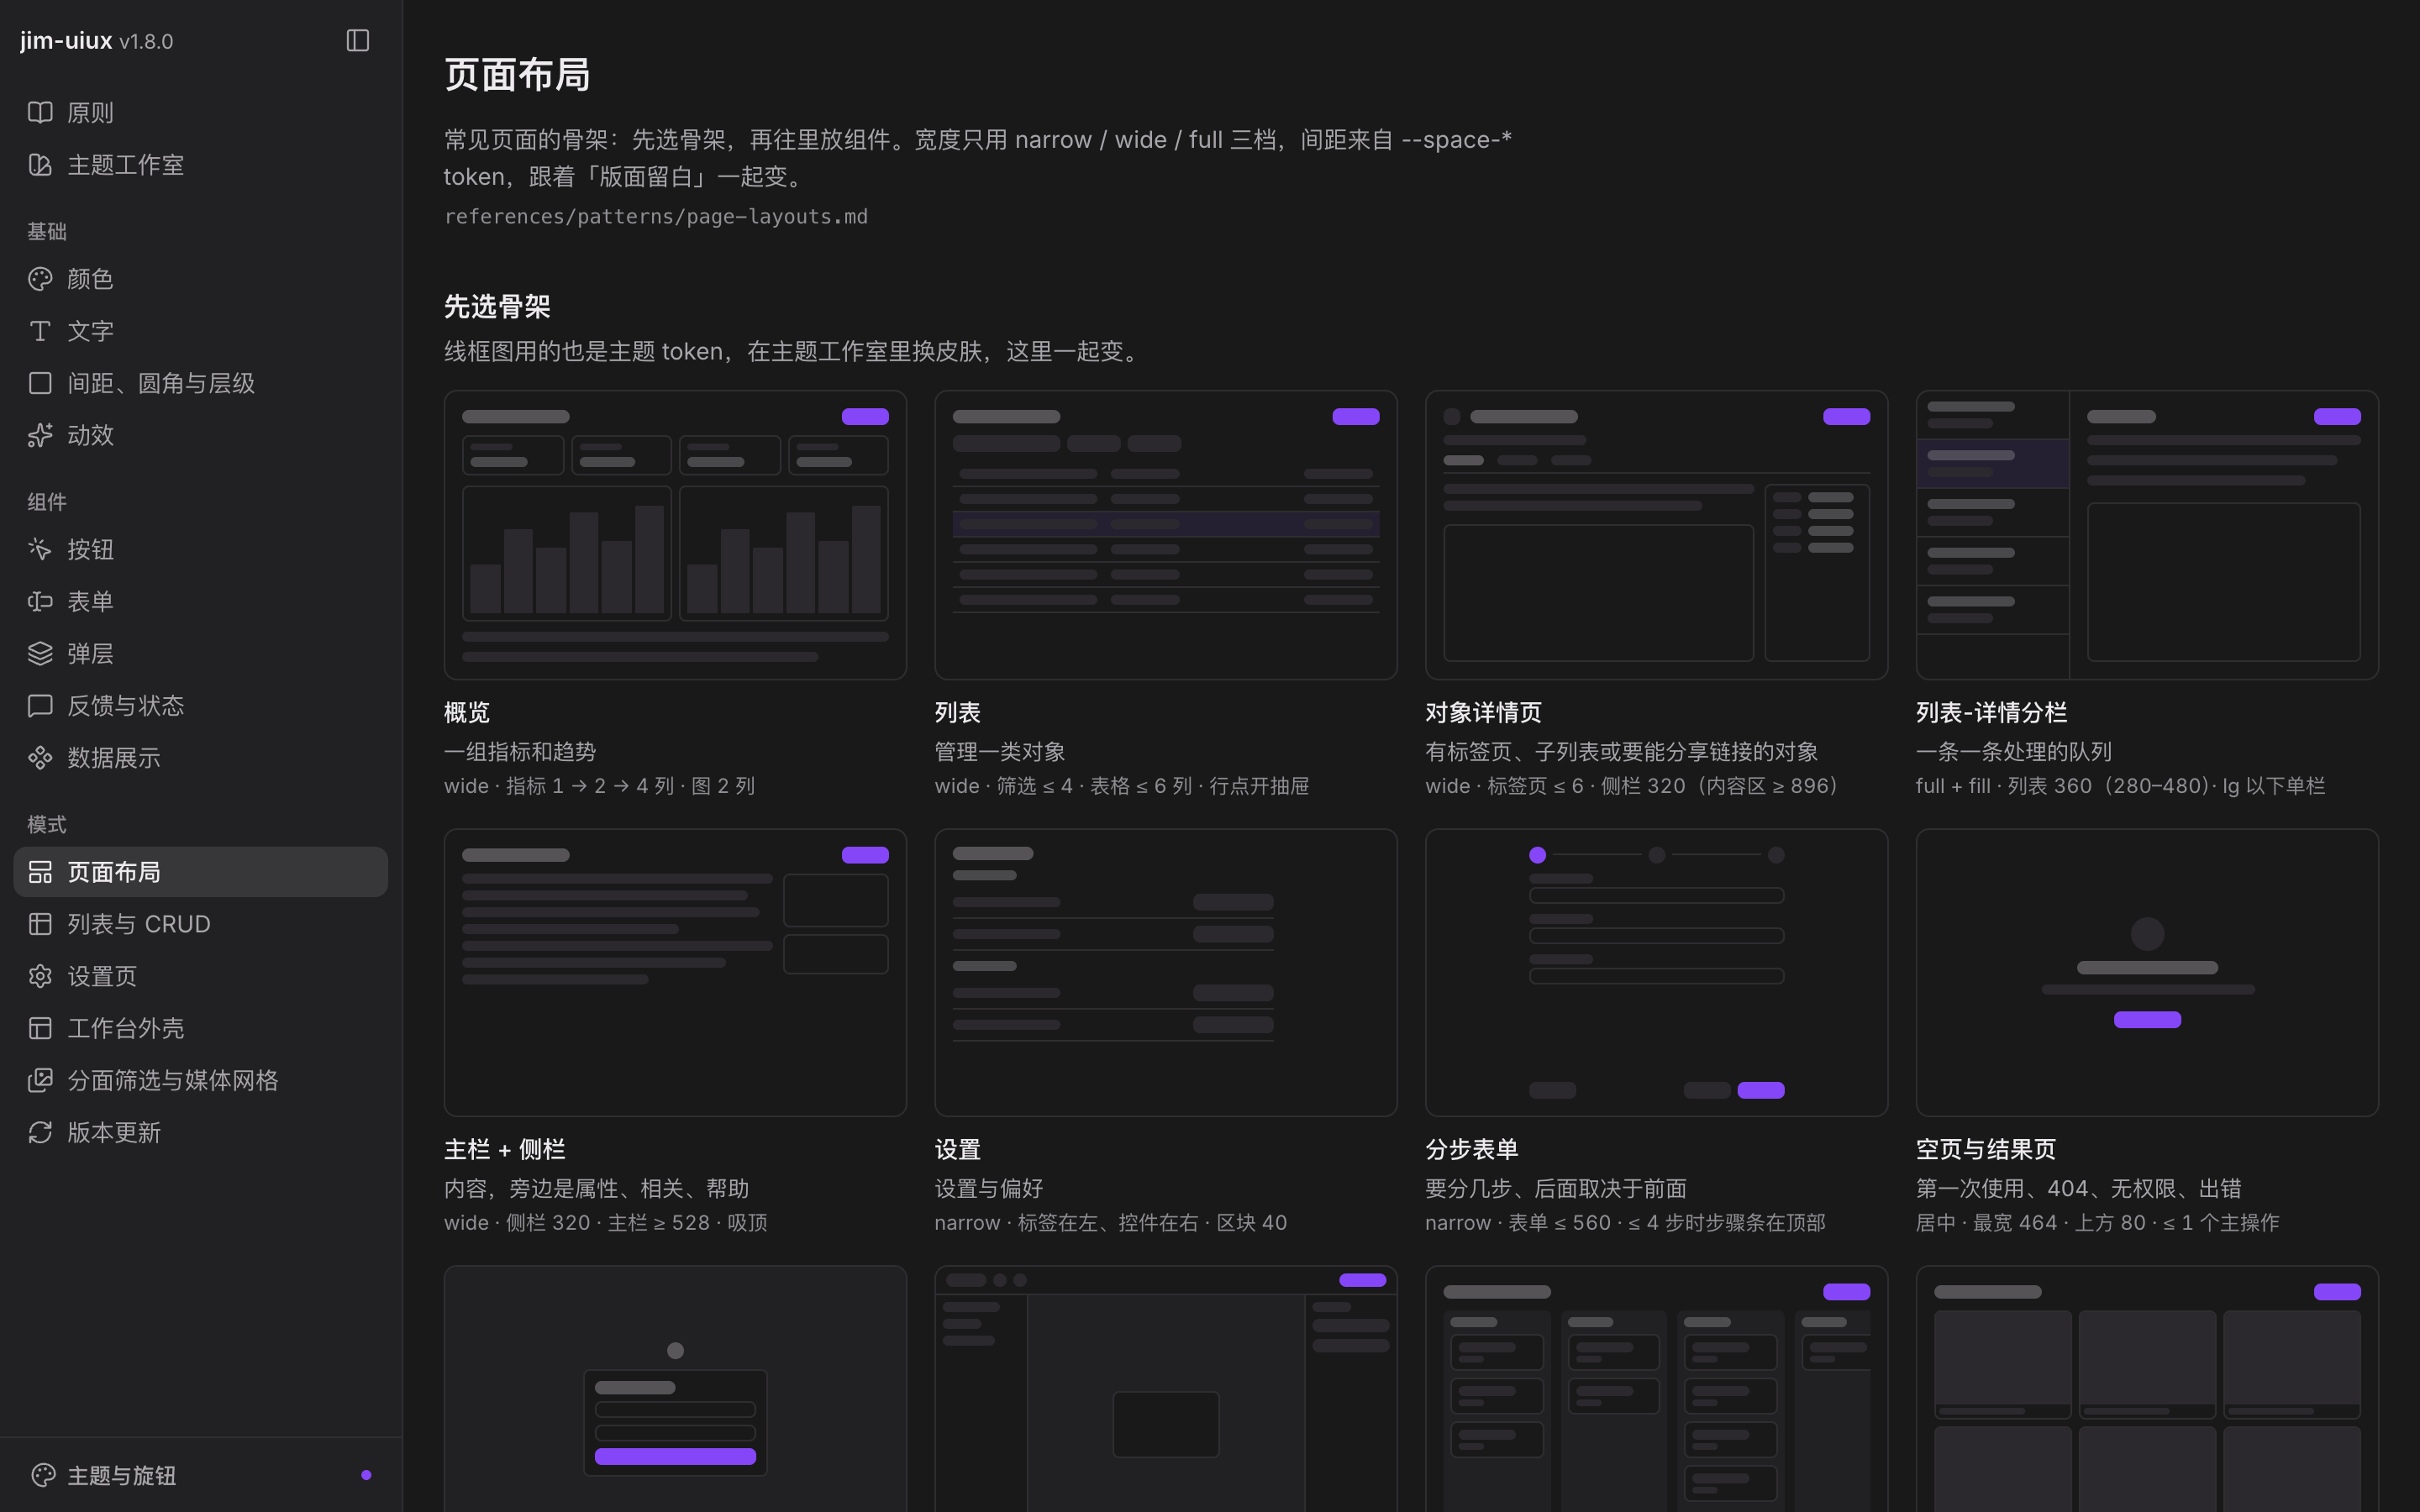 jim-uiux v1.8.0
原则
主题工作室
基础
颜色
文字
间距、圆角与层级
动效
组件
按钮
表单
弹层
反馈与状态
数据展示
模式
页面布局
列表与 CRUD
设置页
工作台外壳
分面筛选与媒体网格
版本更新
主题与旋钮
页面布局
常见页面的骨架：先选骨架，再往里放组件。宽度只用 narrow / wide / full 三档，间距来自 --space-*
token，跟着「版面留白」一起变。
references/patterns/page-layouts.md
先选骨架
线框图用的也是主题 token，在主题工作室里换皮肤，这里一起变。
概览
一组指标和趋势
wide · 指标 1 → 2 → 4 列 · 图 2 列
列表
管理一类对象
wide · 筛选 ≤ 4 · 表格 ≤ 6 列 · 行点开抽屉
对象详情页
有标签页、子列表或要能分享链接的对象
wide · 标签页 ≤ 6 · 侧栏 320（内容区 ≥ 896）
列表-详情分栏
一条一条处理的队列
full + fill · 列表 360（280–480）· lg 以下单栏
主栏 + 侧栏
内容，旁边是属性、相关、帮助
wide · 侧栏 320 · 主栏 ≥ 528 · 吸顶
设置
设置与偏好
narrow · 标签在左、控件在右 · 区块 40
分步表单
要分几步、后面取决于前面
narrow · 表单 ≤ 560 · ≤ 4 步时步骤条在顶部
空页与结果页
第一次使用、404、无权限、出错
居中 · 最宽 464 · 上方 80 · ≤ 1 个主操作